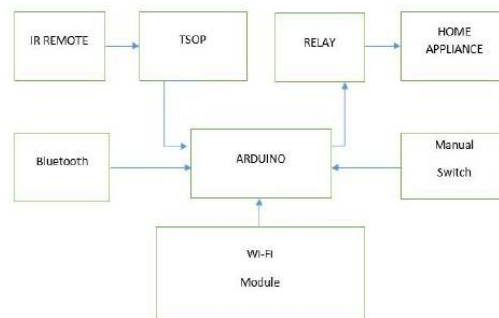 IR REMOTE
TSOP
RELAY
HOME
APPLIANCE
Bluetooth
ARDUINO
Manual
Switch
WI-FI
Module